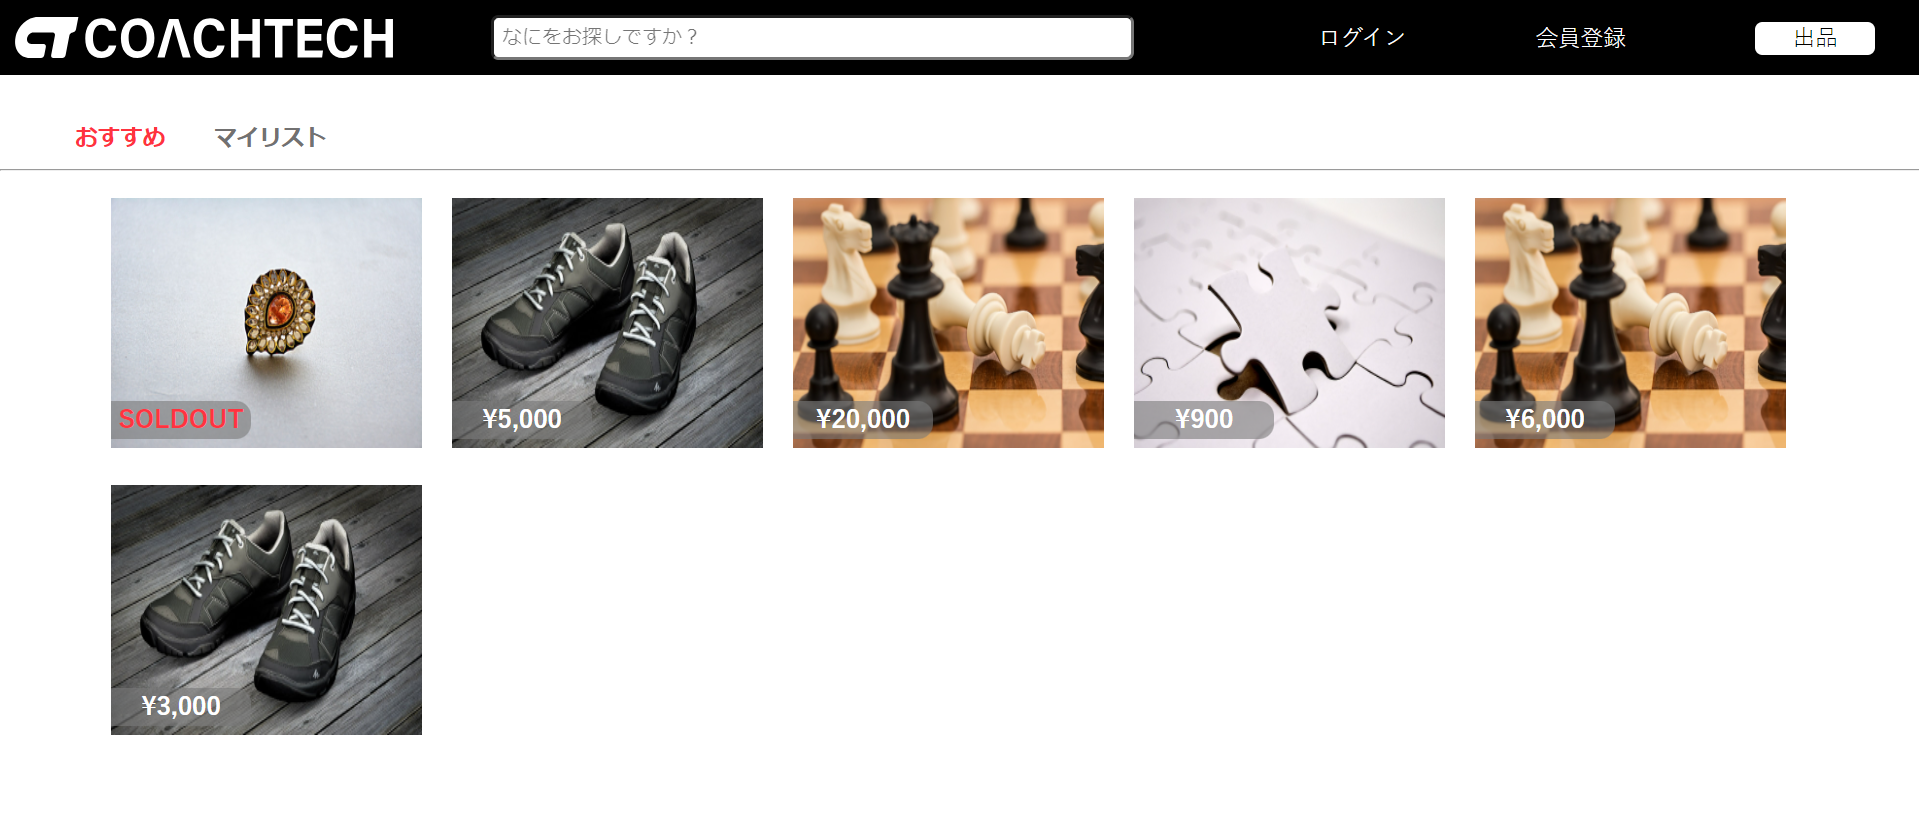 COACHTECH
なにをお探しですか？
ログイン
会員登録
出品
おすすめ
マイリスト
SOLDOUT
¥5,000
¥20,000
¥900
¥6,000
¥3,000